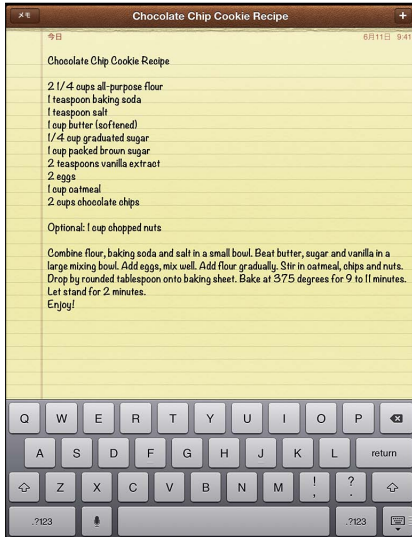 メモ
Chocolate Chip Cookie Recipe
+
今日
6月11日 9:41
Chocolate Chip Cookie Recipe
2 1/4 cups all-purpose flour
1 teaspoon baking soda
1 teaspoon salt
1 cup butter (softened)
1/4 cup graduated sugar
1 cup packed brown sugar
2 teaspoons vanilla extract
2 eggs
1 cup oatmeal
2 cups chocolate chips
Optional: 1 cup chopped nuts
Combine flour, baking soda and salt in a small bowl. Beat butter, sugar and vanilla in a
large mixing bowl. Add eggs, mix well. Add flour gradually. Stir in oatmeal, chips and nuts.
Drop by rounded tablespoon onto baking sheet. Bake at 375 degrees for 9 to 11 minutes.
Let stand for 2 minutes.
Enjoy!
Q W E R T Y U I O P
A S D F G H J K L return
Z X C V B N M ! , ? .
.?123 .?123